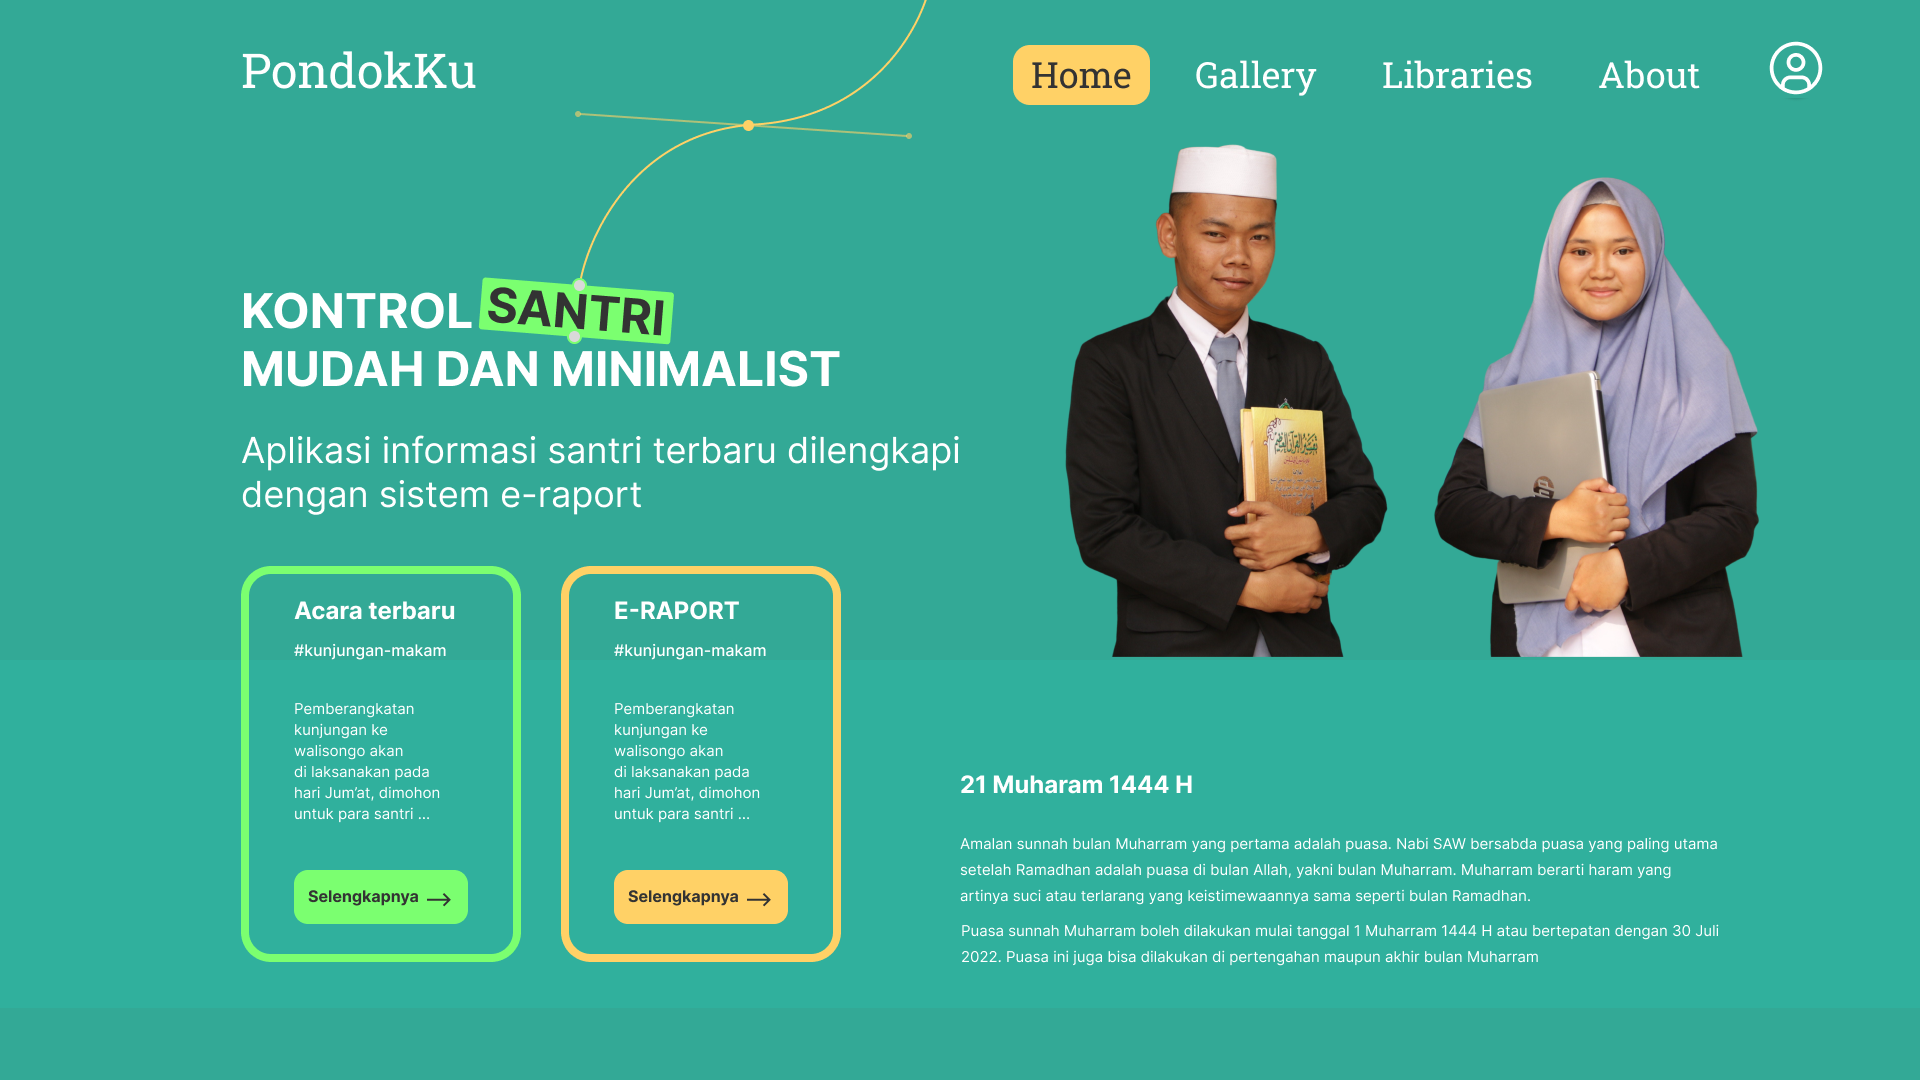 PondokKu
Home
Gallery
Libraries
About
KONTROL SANTRI
MUDAH DAN MINIMALIST
Aplikasi informasi santri terbaru dilengkapi
dengan sistem e-raport
Acara terbaru
#kunjungan-makam
Pemberangkatan
kunjungan ke
walisongo akan
di laksanakan pada
hari Jum’at, dimohon
untuk para santri ...
Selengkapnya
E-RAPORT
#kunjungan-makam
Pemberangkatan
kunjungan ke
walisongo akan
di laksanakan pada
hari Jum’at, dimohon
untuk para santri ...
Selengkapnya
hp
21 Muharam 1444 H
Amalan sunnah bulan Muharram yang pertama adalah puasa. Nabi SAW bersabda puasa yang paling utama
setelah Ramadhan adalah puasa di bulan Allah, yakni bulan Muharram. Muharram berarti haram yang
artinya suci atau terlarang yang keistimewaannya sama seperti bulan Ramadhan.
Puasa sunnah Muharram boleh dilakukan mulai tanggal 1 Muharram 1444 H atau bertepatan dengan 30 Juli
2022. Puasa ini juga bisa dilakukan di pertengahan maupun akhir bulan Muharram